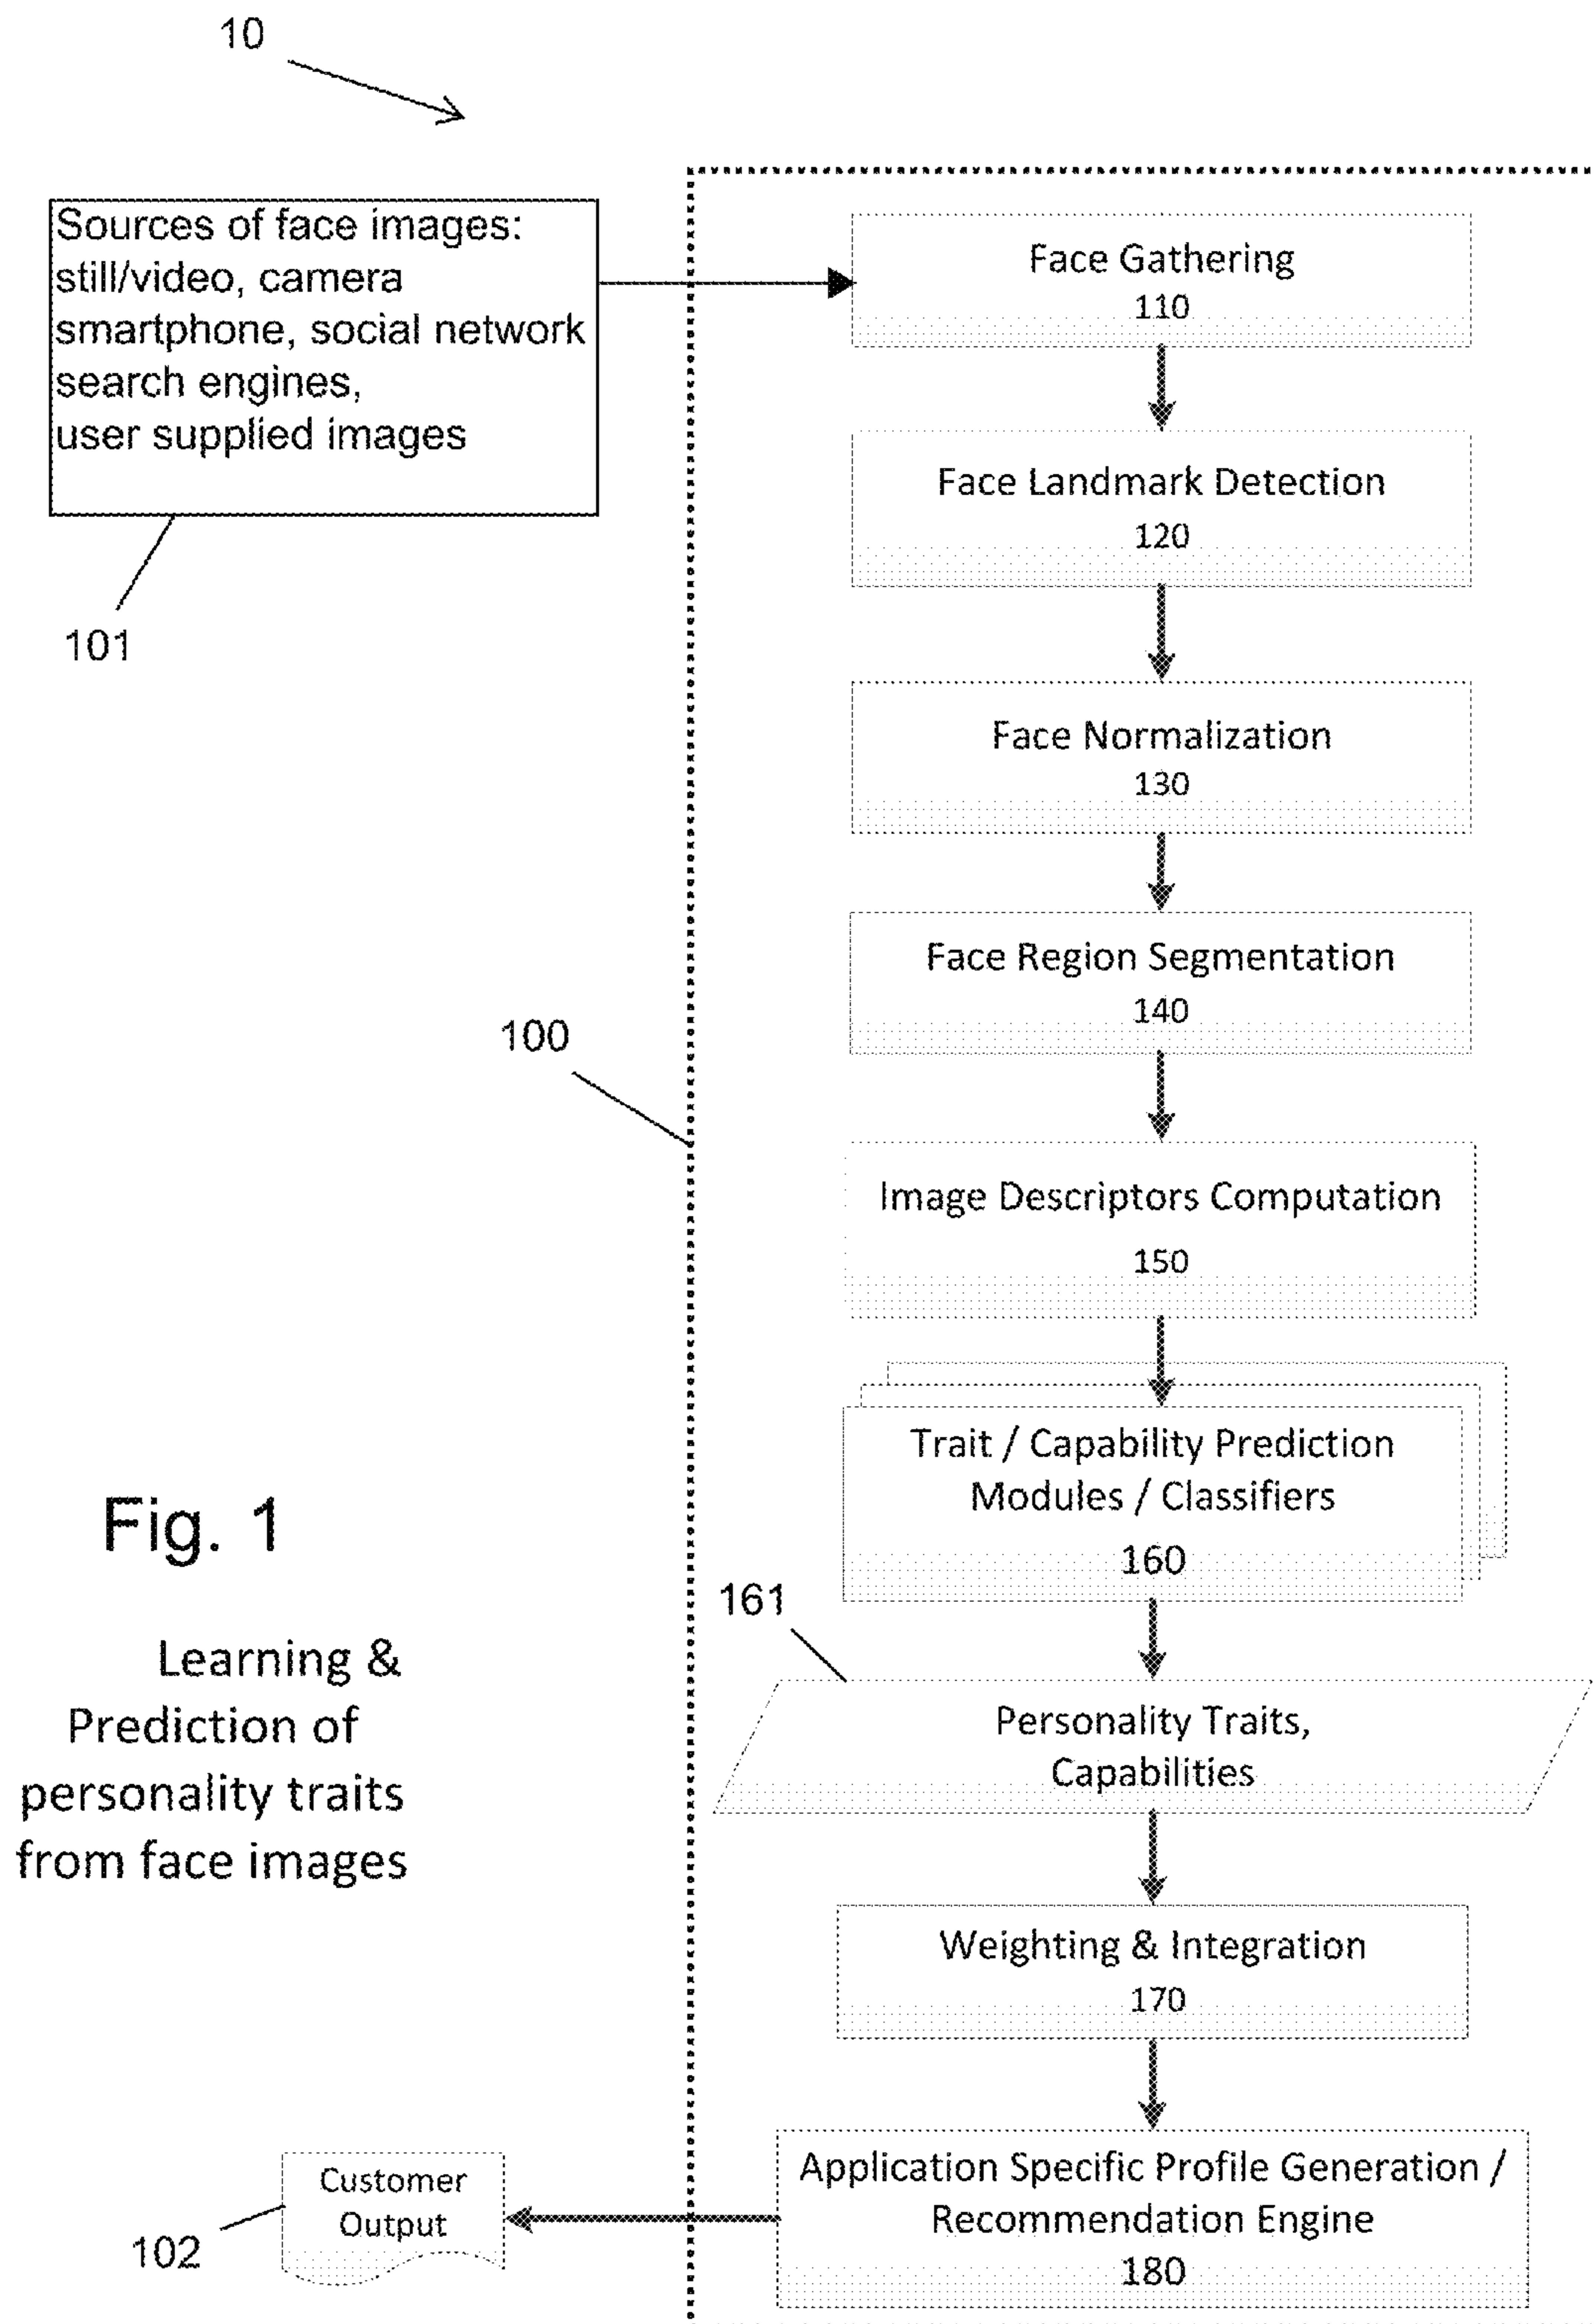 10
Sources of face images:
still/video, camera
smartphone, social network
search engines,
user supplied images
101
Face Gathering
110
Face Landmark Detection
120
Face Normalization
130
Face Region Segmentation
140
100
Image Descriptors Computation
150
Trait / Capability Prediction
Modules / Classifiers
160
161
Personality Traits,
Capabilities
Weighting & Integration
170
Application Specific Profile Generation /
Recommendation Engine
180
Customer
Output
102
Fig. 1
Learning &
Prediction of
personality traits
from face images